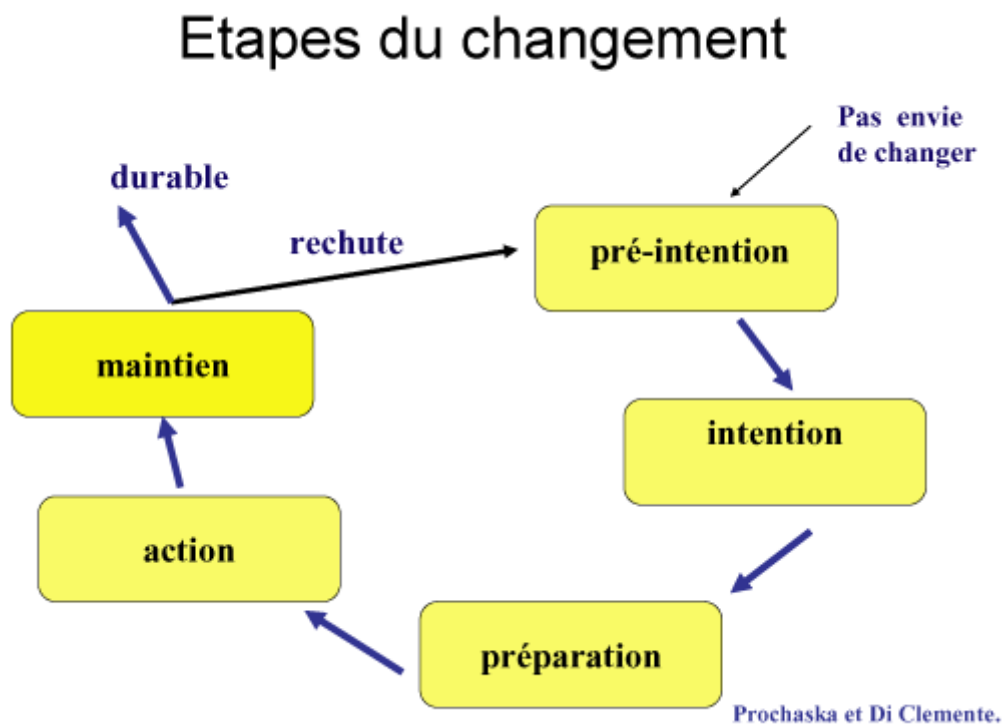 Etapes du changement
Pas envie
de changer
durable
rechute
pré-intention
maintien
intention
action
préparation
Prochaska et Di Clemente.